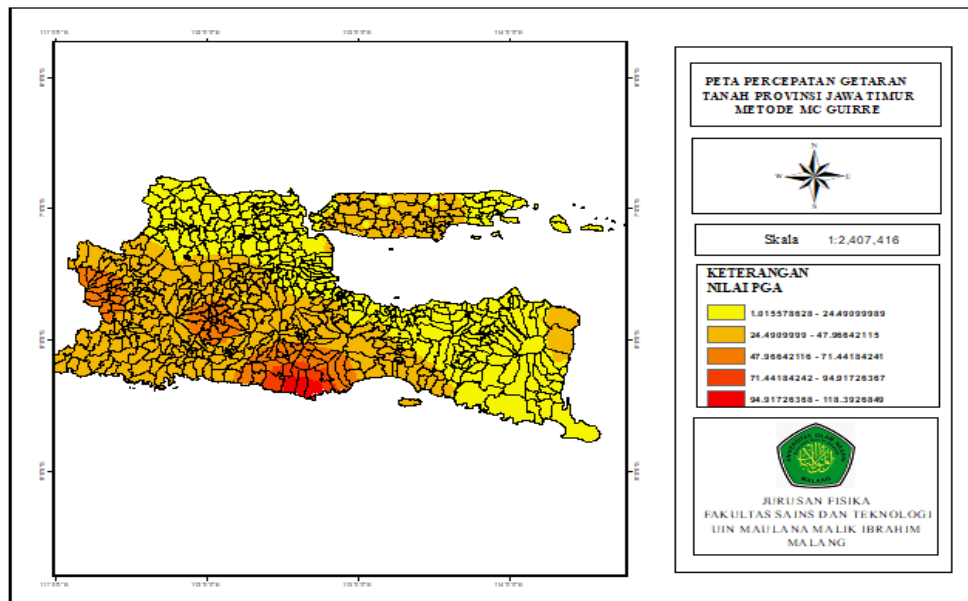 PETA PERCEPATAN GETARAN
TANAH PROVINSI JAWA TIMUR
METODE MC GUIRRE
N
W
U
S
Skala 1:2,407,416
KETERANGAN
NILAI PGA
1.015578628 - 24.49099989
24.4909999 - 47.96642115
47.96642116 - 71.44184241
71.44184242 - 94.91726367
94.91726368 - 118.3926849
MALANG
JURUSAN FISIKA
FAKULTAS SAINS DAN TEKNOLOGI
UIN MAULANA MALIK IBRAHIM
MALANG